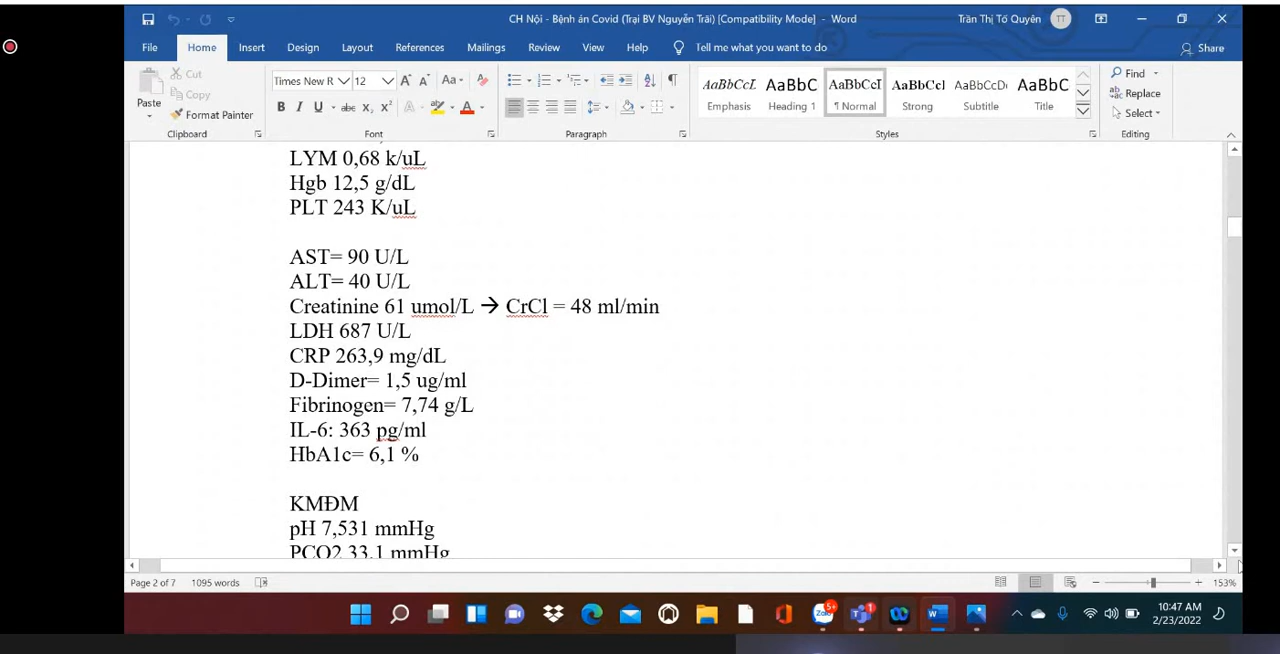 CH Nội - Bệnh án Covid (Trại BV Nguyễn Trãi) [Compatibility Mode] - Word
Trần Thị Tố Quyên TT
File Home Insert Design Layout References Mailings Review View Help Tell me what you want to do Share
Cut
Copy
Format Painter
Paste
Clipboard
Times New R 12
Font
Paragraph
AaBbCcL AaBbC AaBbCcI AaBbCcl AaBbCcDc AaBbC
Emphasis Heading 1 ¶ Normal Strong Subtitle Title
Styles
Find
Replace
Select
Editing
LYM 0,68 k/uL
Hgb 12,5 g/dL
PLT 243 K/uL
AST= 90 U/L
ALT= 40 U/L
Creatinine 61 umol/L → CrCl = 48 ml/min
LDH 687 U/L
CRP 263,9 mg/dL
D-Dimer= 1,5 ug/ml
Fibrinogen= 7,74 g/L
IL-6: 363 pg/ml
HbA1c= 6,1 %
KMĐM
pH 7,531 mmHg
PCO2 33,1 mmHg
Page 2 of 7 1095 words 153%
Zalo 5+ 1
10:47 AM
2/23/2022